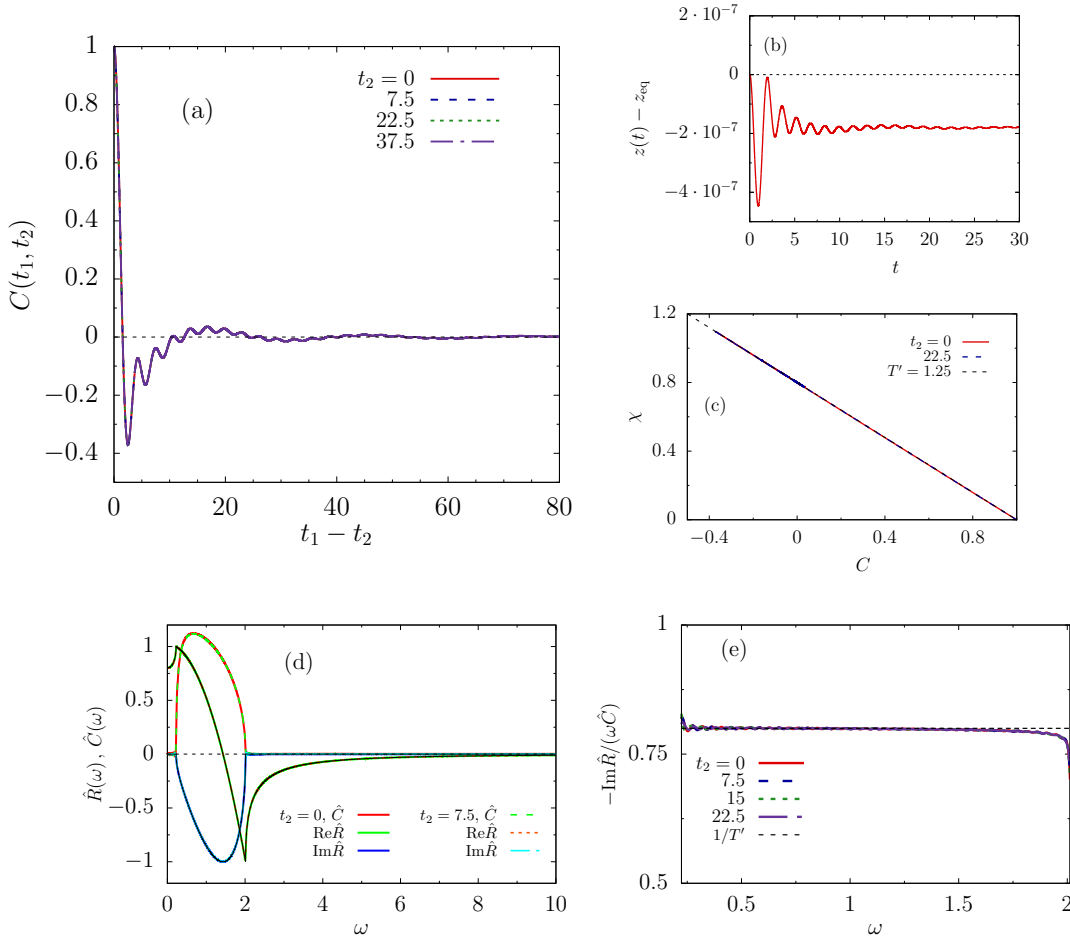 1
0.8
0.6
0.4
0.2
0
−0.2
−0.4
0
20
40
60
80
C(t₁, t₂)
t₁ − t₂
(a)
t₂ = 0
7.5
22.5
37.5
2 · 10⁻⁷
0
−2 · 10⁻⁷
−4 · 10⁻⁷
0
5
10
15
20
25
30
z(t) − z_eq
t
(b)
1.2
0.8
0.4
0
−0.4
0
0.4
0.8
χ
C
(c)
t₂ = 0
22.5
T′ = 1.25
1
0.5
0
−0.5
−1
0
2
4
6
8
10
R̂(ω) , Ĉ(ω)
ω
(d)
t₂ = 0, Ĉ
ReR̂
ImR̂
t₂ = 7.5, Ĉ
ReR̂
ImR̂
1
0.75
0.5
0.5
1
1.5
2
−ImR̂/(ωĈ)
ω
(e)
t₂ = 0
7.5
15
22.5
1/T′